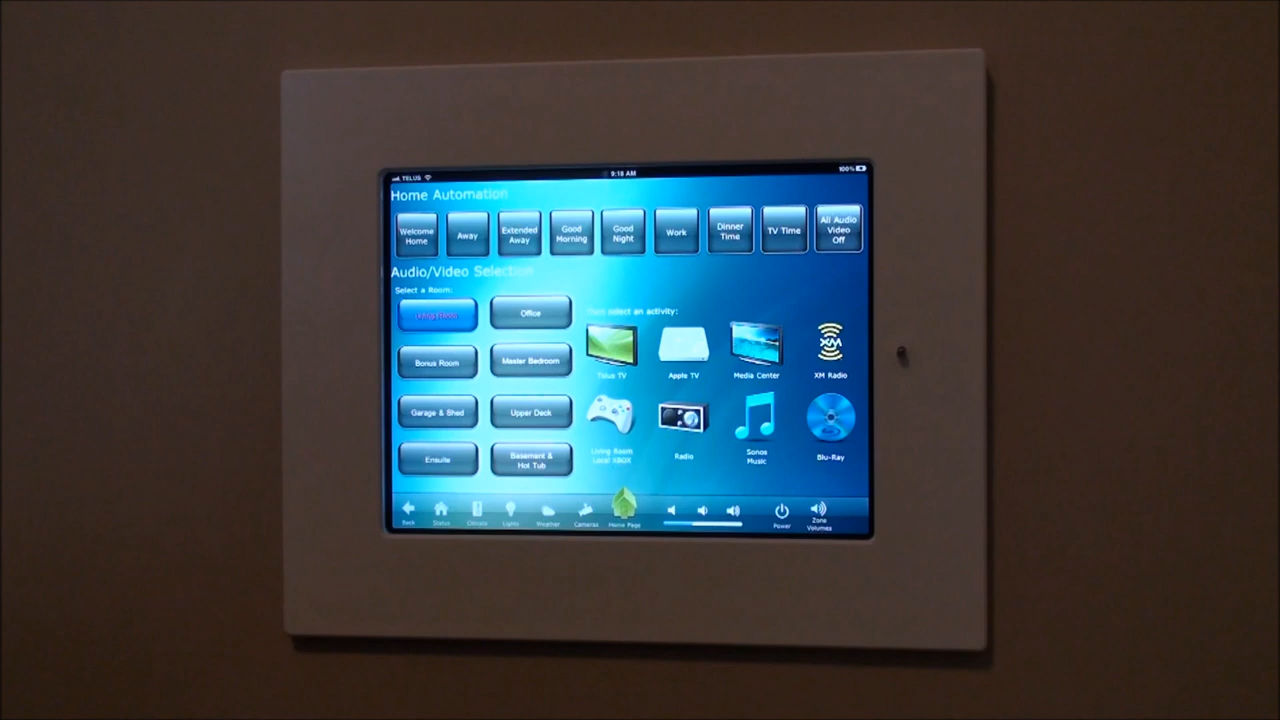 TELUS
9:18 AM
100%
Home Automation
Welcome
Home
Away
Extended
Away
Good
Morning
Good
Night
Work
Dinner
Time
TV Time
All Audio
Video
Off
Audio/Video Selection
Select a Room:
Office
Bonus Room
Master Bedroom
Garage & Shed
Upper Deck
Ensuite
Basement &
Hot Tub
select an activity:
Telus TV
Apple TV
Media Center
XM
XM Radio
Living Room
Local XBOX
Radio
Sonos
Music
Blu-Ray
Back
Status
Climate
Lights
Weather
Cameras
Home Page
Power
Zone
Volumes